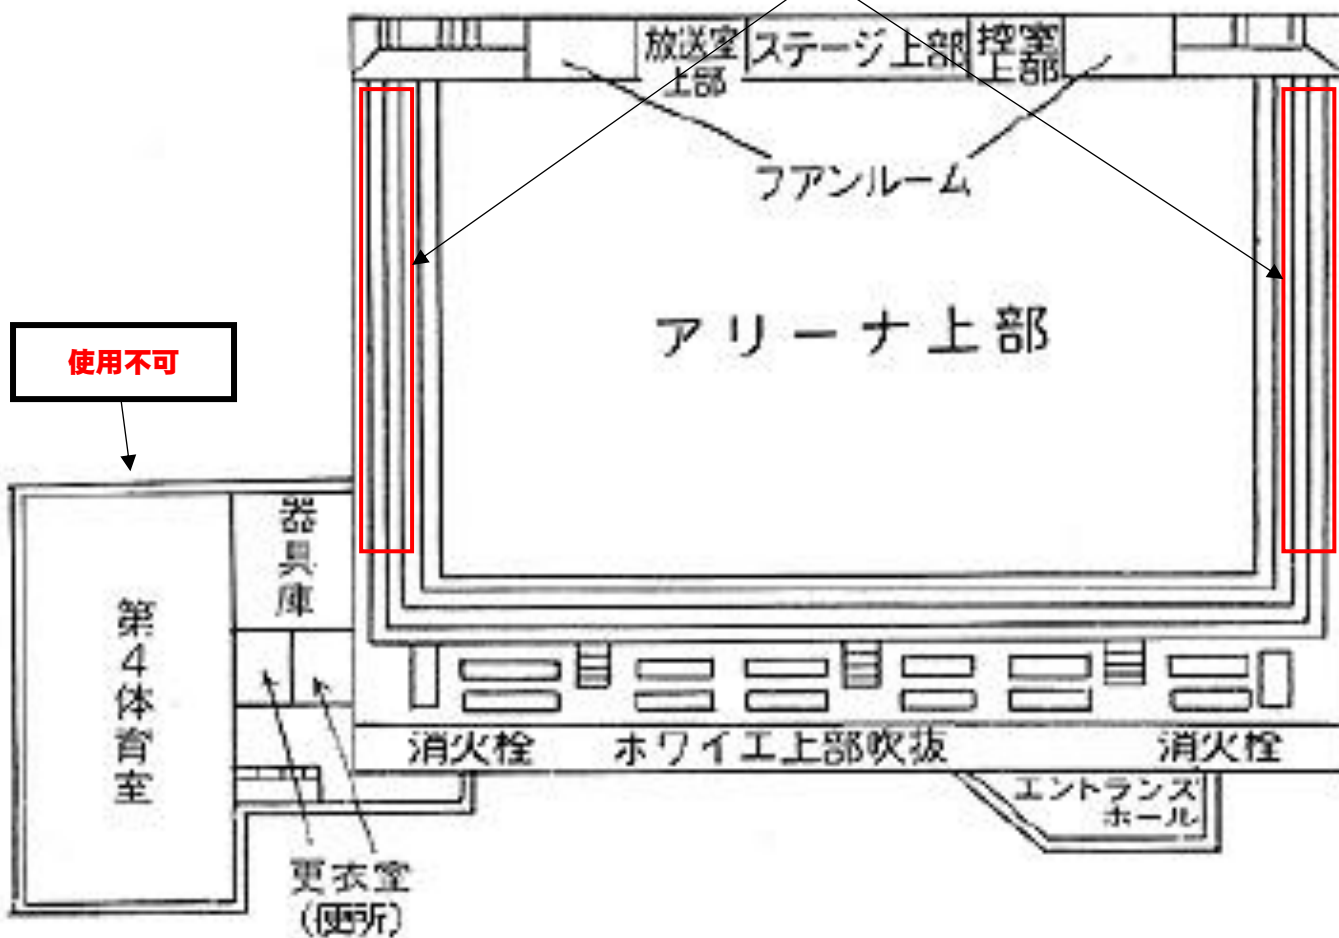 放送室
上部
ステージ上部
控室
上部
フアンルーム
アリーナ上部
使用不可
器具庫
第4体育室
消火栓
ホワイエ上部吹抜
消火栓
エントランス
ホール
更衣室
(便所)